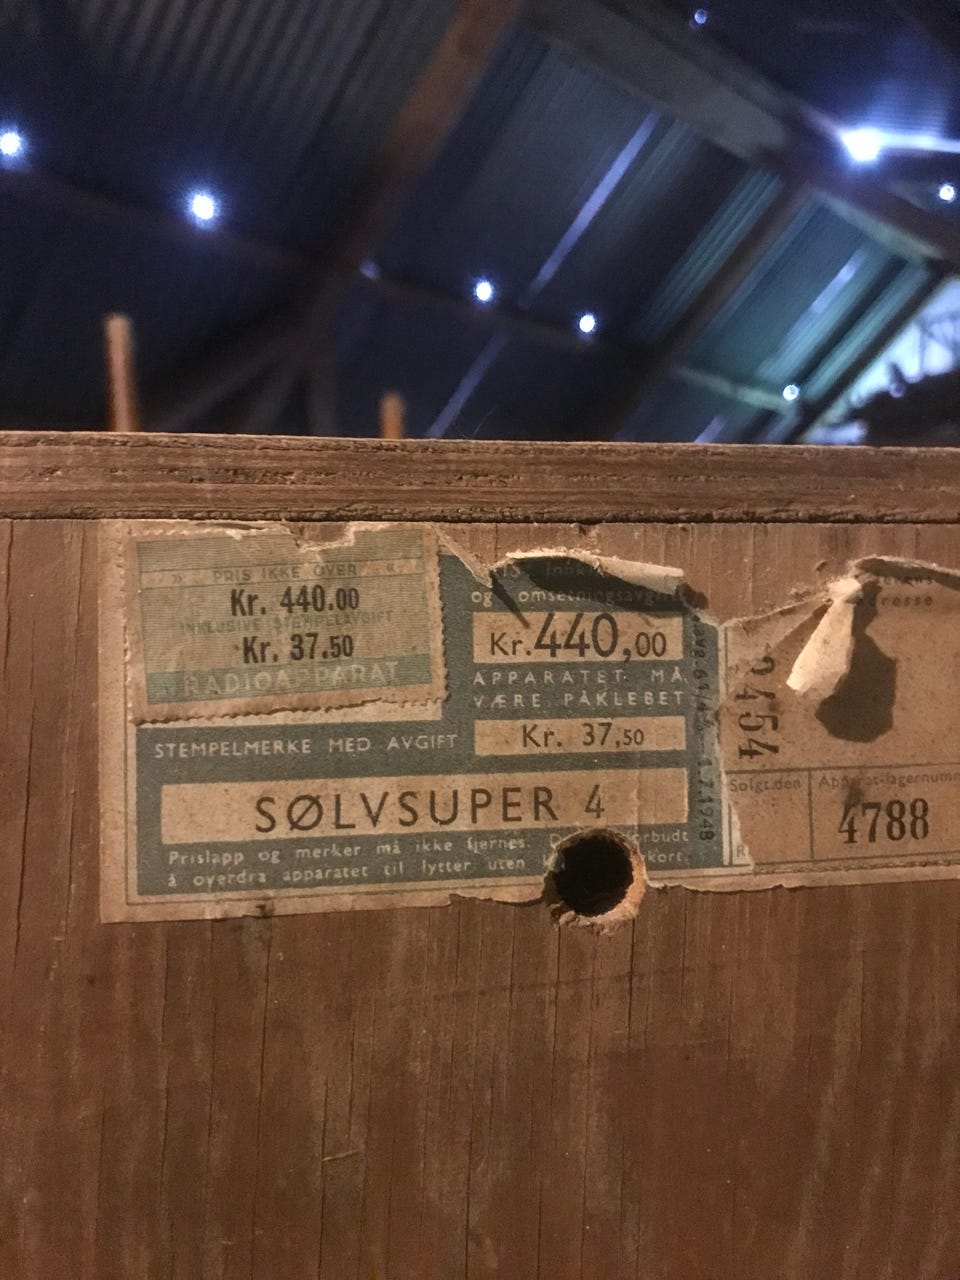 » PRIS IKKE OVER «
Kr. 440.00
INKLUSIVE STEMPELAVGIFT
Kr. 37.50
RADIOAPPARAT
og omsetningsavgift
Kr. 440,00
APPARATET MÅ
VÆRE PÅKLEBET
STEMPELMERKE MED AVGIFT
Kr. 37,50
SØLVSUPER 4
Prislapp og merker må ikke fjernes.
å overdra apparatet til lytter uten
1.7.1948
adresse
Solgt den
4788